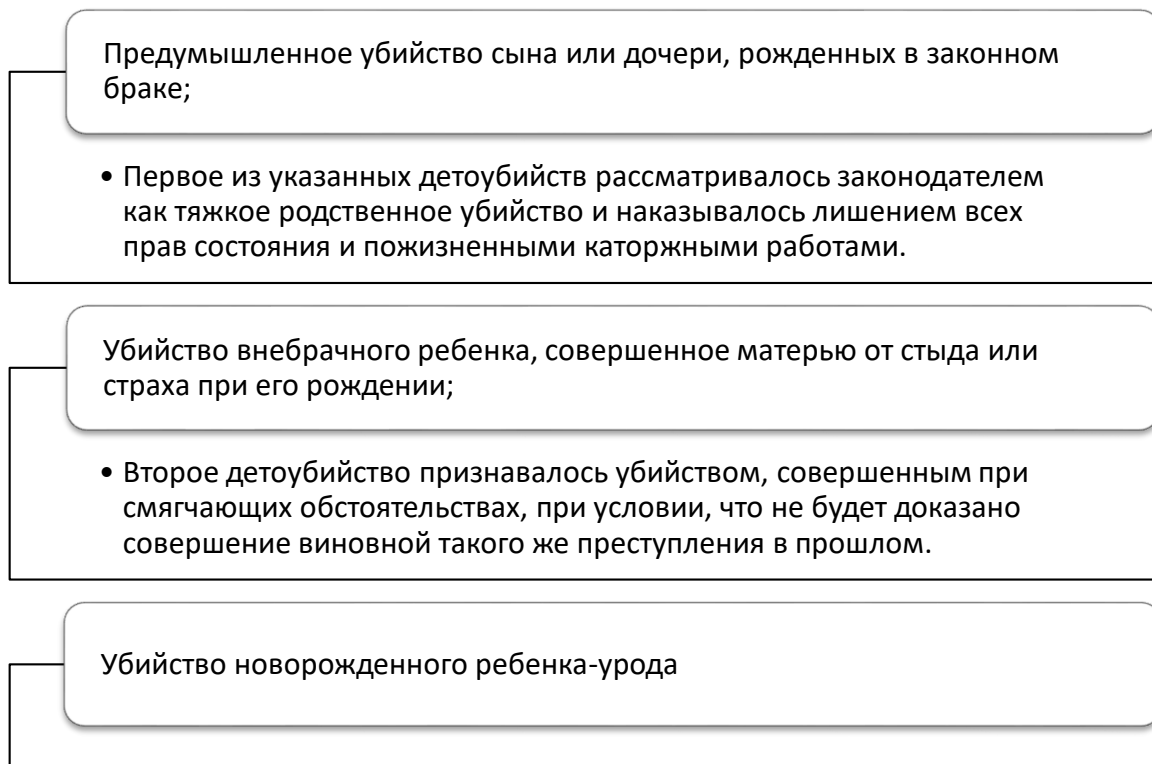 Предумышленное убийство сына или дочери, рожденных в законном
браке;
• Первое из указанных детоубийств рассматривалось законодателем
как тяжкое родственное убийство и наказывалось лишением всех
прав состояния и пожизненными каторжными работами.
Убийство внебрачного ребенка, совершенное матерью от стыда или
страха при его рождении;
• Второе детоубийство признавалось убийством, совершенным при
смягчающих обстоятельствах, при условии, что не будет доказано
совершение виновной такого же преступления в прошлом.
Убийство новорожденного ребенка-урода